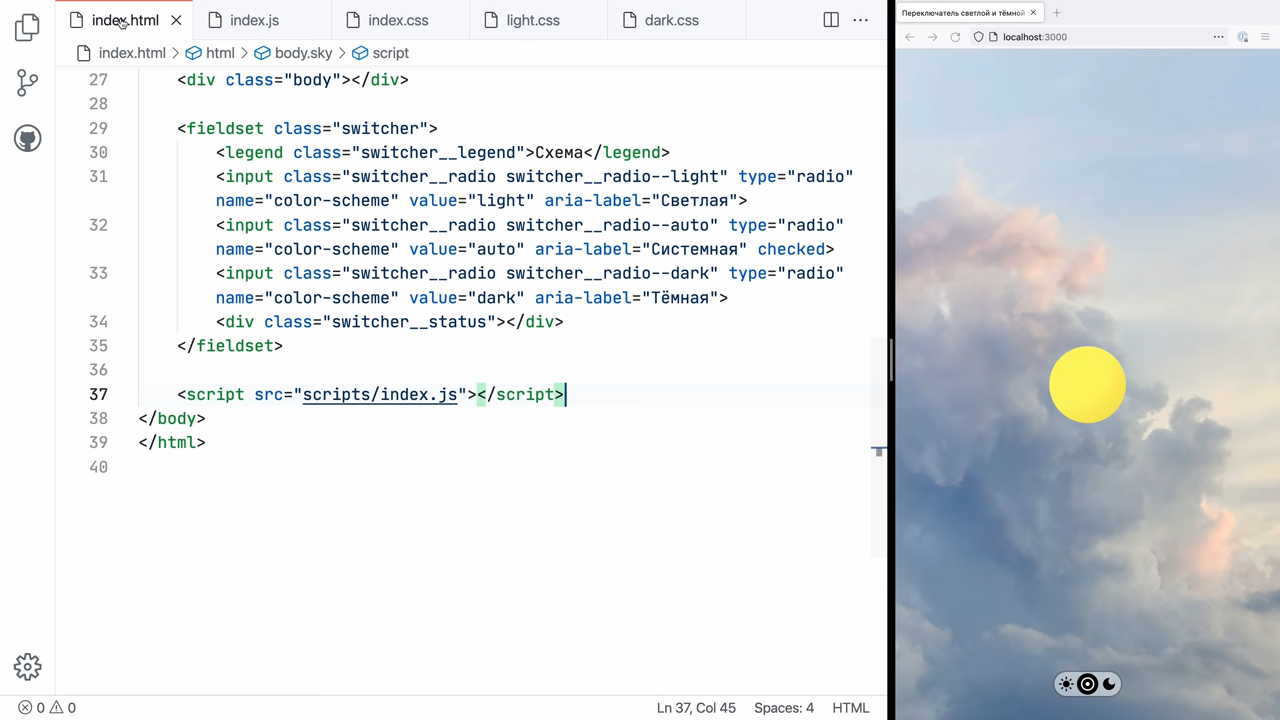 index.html
index.js
index.css
light.css
dark.css
index.html > html > body.sky > script
27 <div class="body"></div>
28
29 <fieldset class="switcher">
30 <legend class="switcher__legend">Схема</legend>
31 <input class="switcher__radio switcher__radio--light" type="radio"
name="color-scheme" value="light" aria-label="Светлая">
32 <input class="switcher__radio switcher__radio--auto" type="radio"
name="color-scheme" value="auto" aria-label="Системная" checked>
33 <input class="switcher__radio switcher__radio--dark" type="radio"
name="color-scheme" value="dark" aria-label="Тёмная">
34 <div class="switcher__status"></div>
35 </fieldset>
36
37 <script src="scripts/index.js"></script>
38 </body>
39 </html>
40
0 0
Ln 37, Col 45
Spaces: 4
HTML
Переключатель светлой и тёмной
localhost:3000